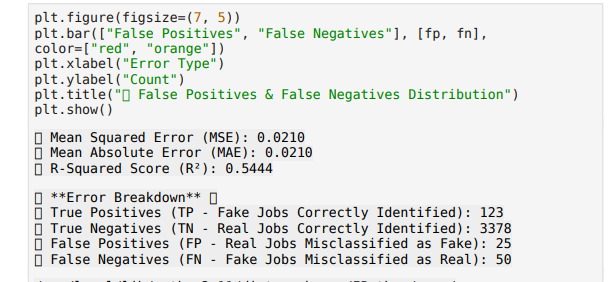 plt.figure(figsize=(7, 5))
plt.bar(["False Positives", "False Negatives"], [fp, fn],
color=["red", "orange"])
plt.xlabel("Error Type")
plt.ylabel("Count")
plt.title("▯ False Positives & False Negatives Distribution")
plt.show()
▯ Mean Squared Error (MSE): 0.0210
▯ Mean Absolute Error (MAE): 0.0210
▯ R-Squared Score (R²): 0.5444
▯ **Error Breakdown** ▯
▯ True Positives (TP - Fake Jobs Correctly Identified): 123
▯ True Negatives (TN - Real Jobs Correctly Identified): 3378
▯ False Positives (FP - Real Jobs Misclassified as Fake): 25
▯ False Negatives (FN - Fake Jobs Misclassified as Real): 50